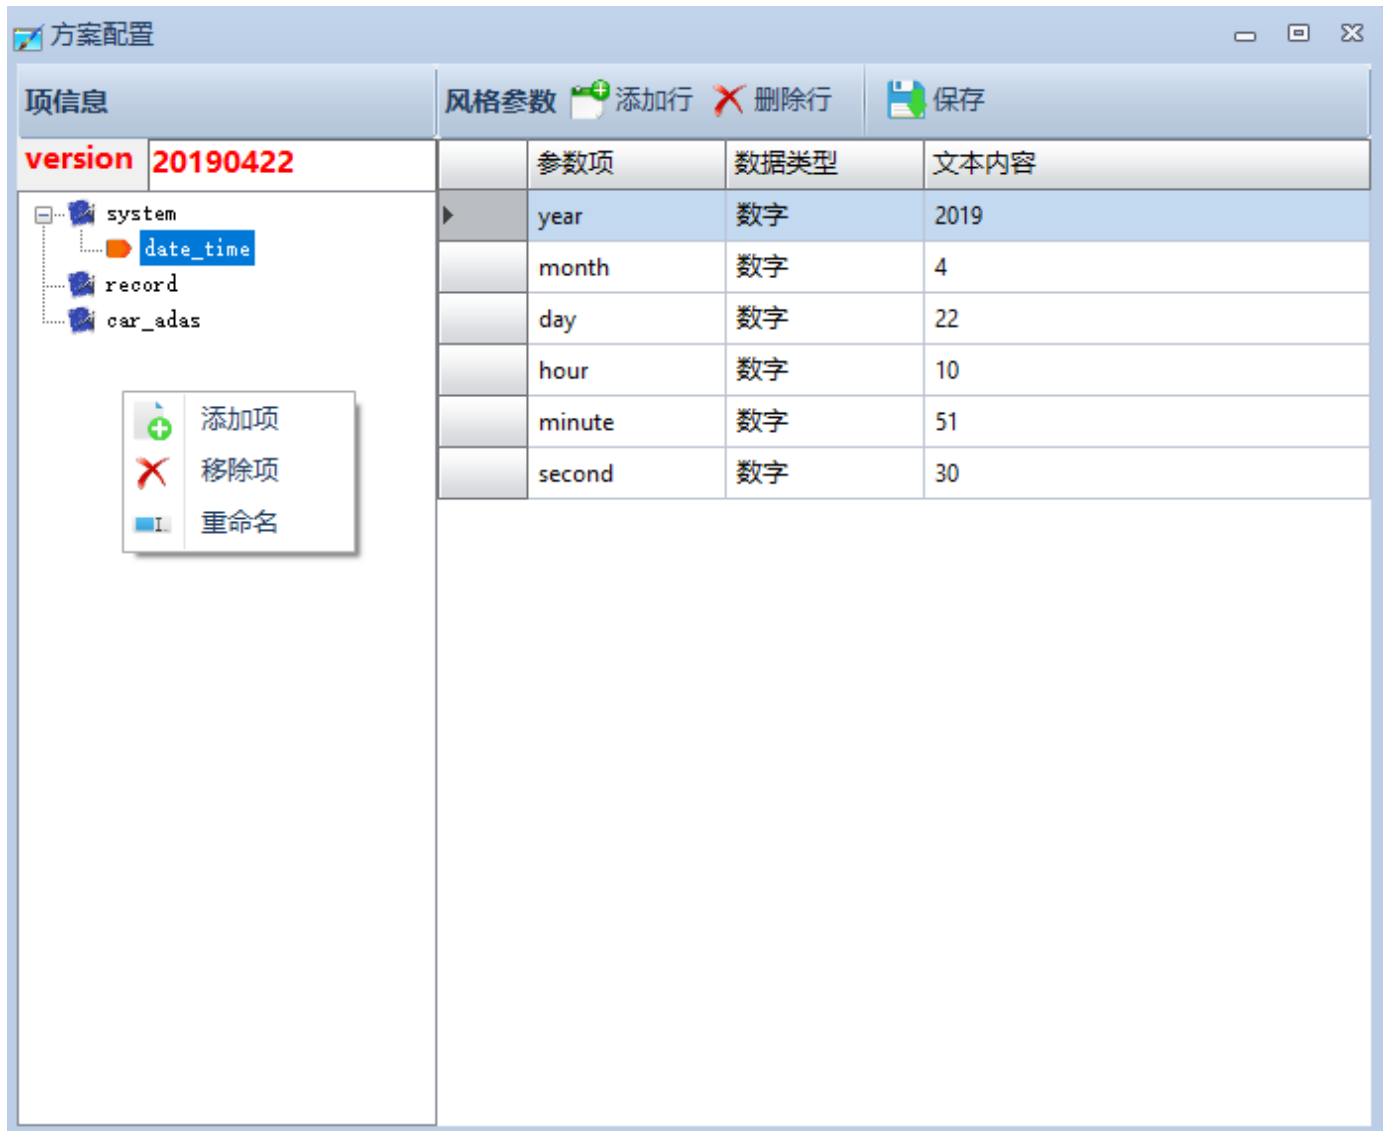 方案配置
项信息
风格参数 添加行 删除行 保存
version 20190422
参数项 数据类型 文本内容
system
date_time
record
car_adas
year 数字 2019
month 数字 4
day 数字 22
hour 数字 10
minute 数字 51
second 数字 30
添加项
移除项
重命名